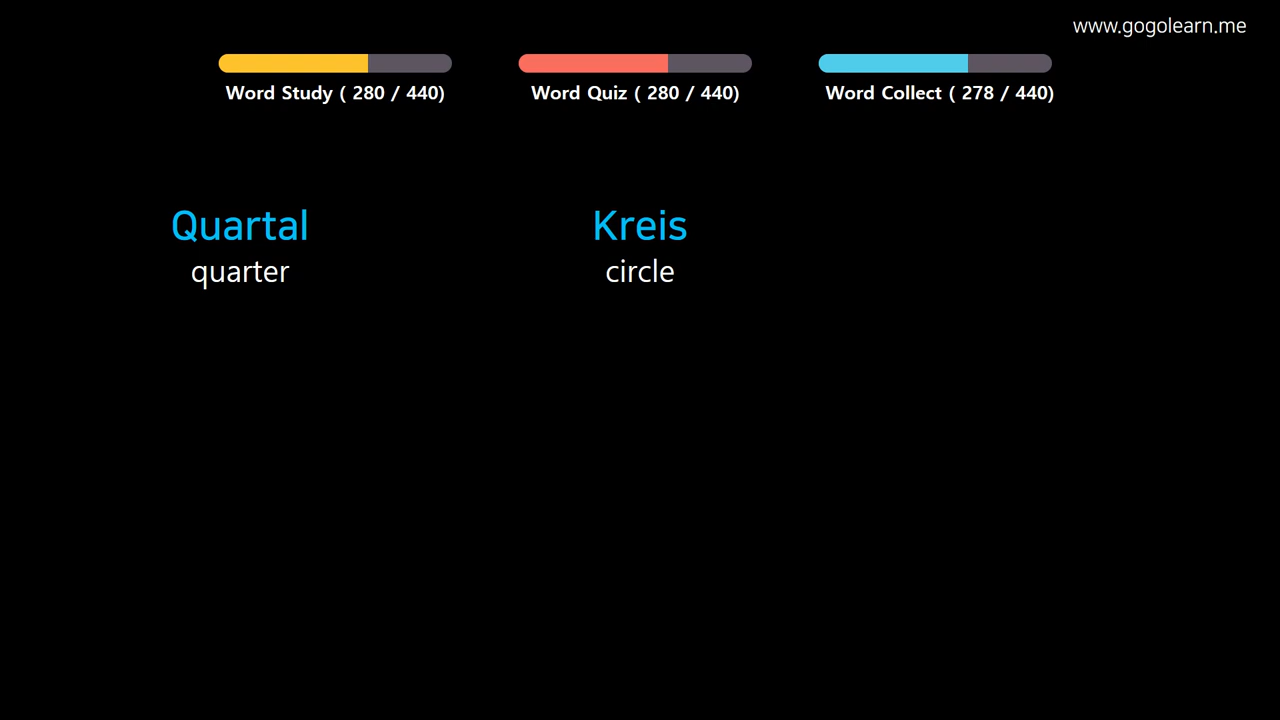 www.gogolearn.me
Word Study ( 280 / 440)
Word Quiz ( 280 / 440)
Word Collect ( 278 / 440)
Quartal
quarter
Kreis
circle